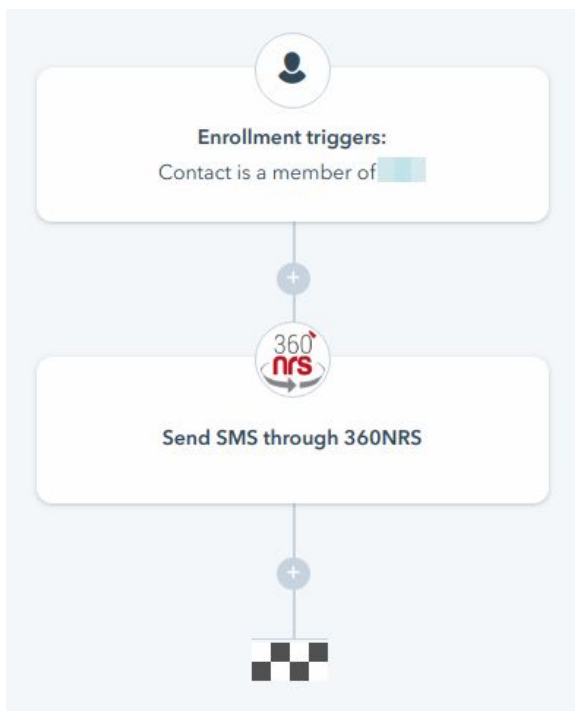 Enrollment triggers:
Contact is a member of
360
nrs
Send SMS through 360NRS